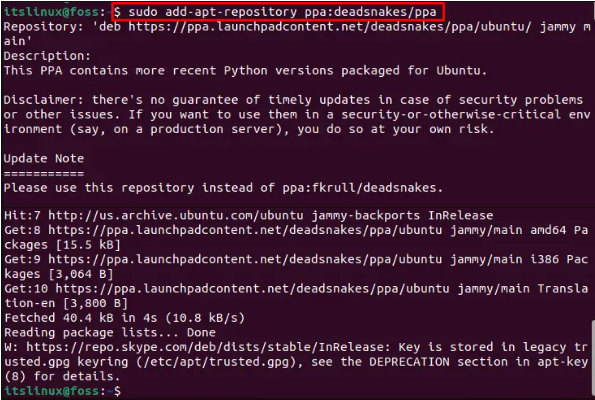 itslinux@foss:~$ sudo add-apt-repository ppa:deadsnakes/ppa
Repository: 'deb https://ppa.launchpadcontent.net/deadsnakes/ppa/ubuntu/ jammy m
ain'
Description:
This PPA contains more recent Python versions packaged for Ubuntu.
Disclaimer: there's no guarantee of timely updates in case of security problems
or other issues. If you want to use them in a security-or-otherwise-critical env
ironment (say, on a production server), you do so at your own risk.
Update Note
===========
Please use this repository instead of ppa:fkrull/deadsnakes.
Hit:7 http://us.archive.ubuntu.com/ubuntu jammy-backports InRelease
Get:8 https://ppa.launchpadcontent.net/deadsnakes/ppa/ubuntu jammy/main amd64 Pa
ckages [15.5 kB]
Get:9 https://ppa.launchpadcontent.net/deadsnakes/ppa/ubuntu jammy/main i386 Pac
kages [3,064 B]
Get:10 https://ppa.launchpadcontent.net/deadsnakes/ppa/ubuntu jammy/main Transla
tion-en [3,800 B]
Fetched 40.4 kB in 4s (10.8 kB/s)
Reading package lists... Done
W: https://repo.skype.com/deb/dists/stable/InRelease: Key is stored in legacy tr
usted.gpg keyring (/etc/apt/trusted.gpg), see the DEPRECATION section in apt-key
(8) for details.
itslinux@foss:~$